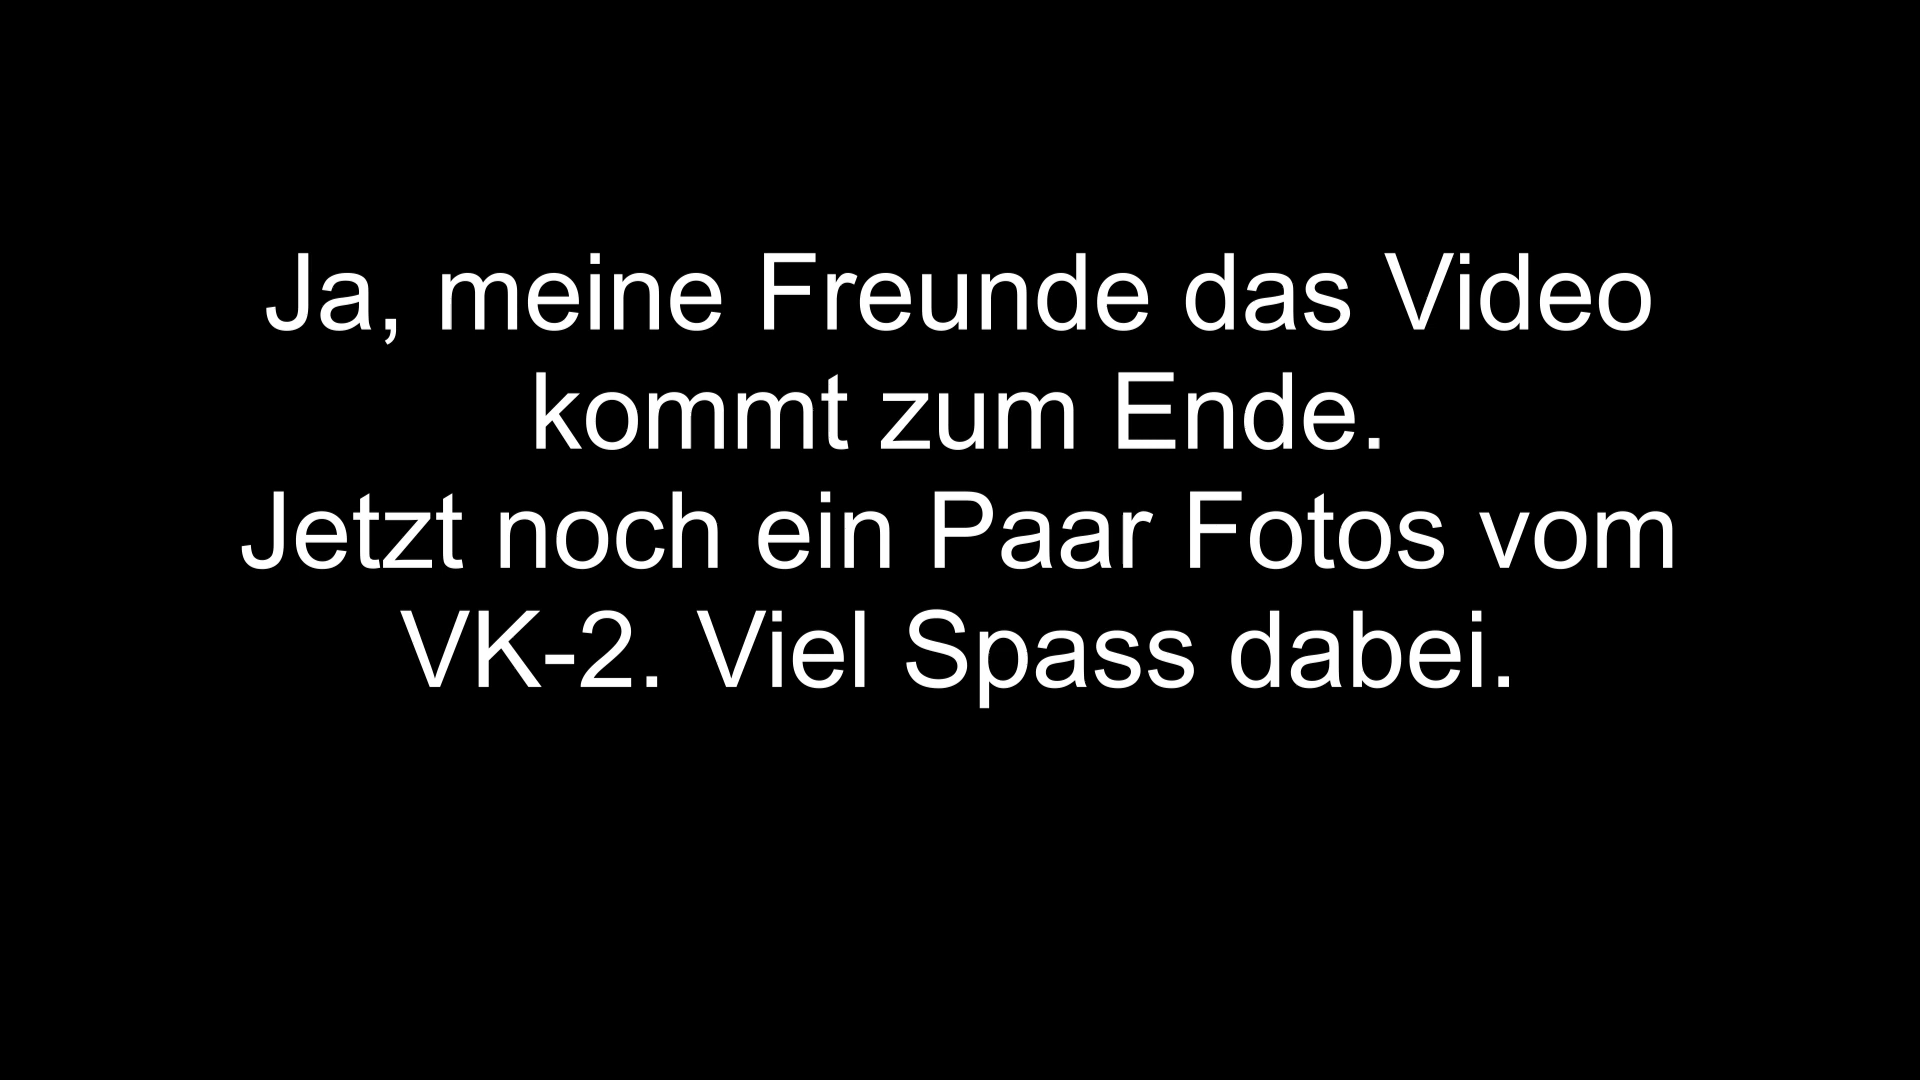 Ja, meine Freunde das Video
kommt zum Ende.
Jetzt noch ein Paar Fotos vom
VK-2. Viel Spass dabei.